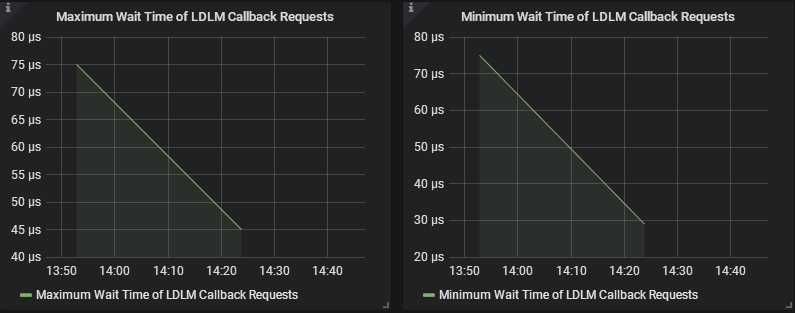 Maximum Wait Time of LDLM Callback Requests
80 µs
75 µs
70 µs
65 µs
60 µs
55 µs
50 µs
45 µs
40 µs
13:50 14:00 14:10 14:20 14:30 14:40
Maximum Wait Time of LDLM Callback Requests
Minimum Wait Time of LDLM Callback Requests
80 µs
70 µs
60 µs
50 µs
40 µs
30 µs
20 µs
13:50 14:00 14:10 14:20 14:30 14:40
Minimum Wait Time of LDLM Callback Requests